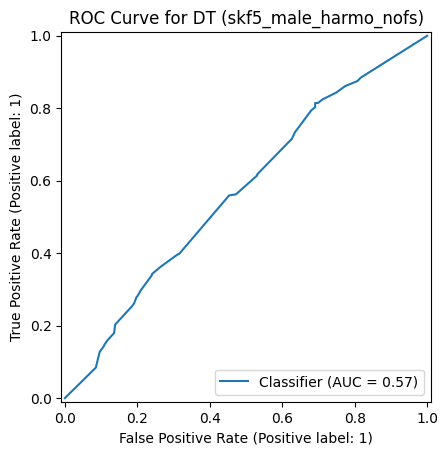 ROC Curve for DT (skf5_male_harmo_nofs)
True Positive Rate (Positive label: 1)
1.0
0.8
0.6
0.4
0.2
0.0
Classifier (AUC = 0.57)
0.0 0.2 0.4 0.6 0.8 1.0
False Positive Rate (Positive label: 1)